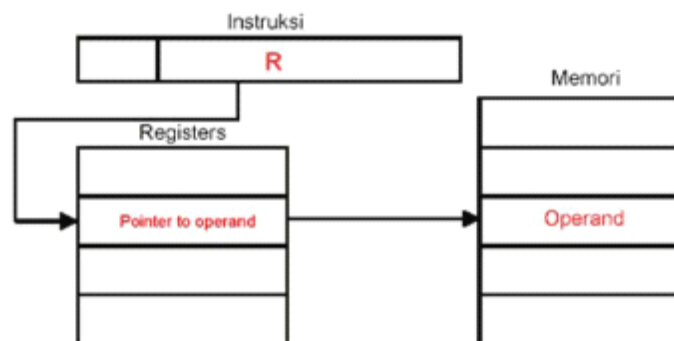 Instruksi
R
Memori
Registers
Pointer to operand
Operand